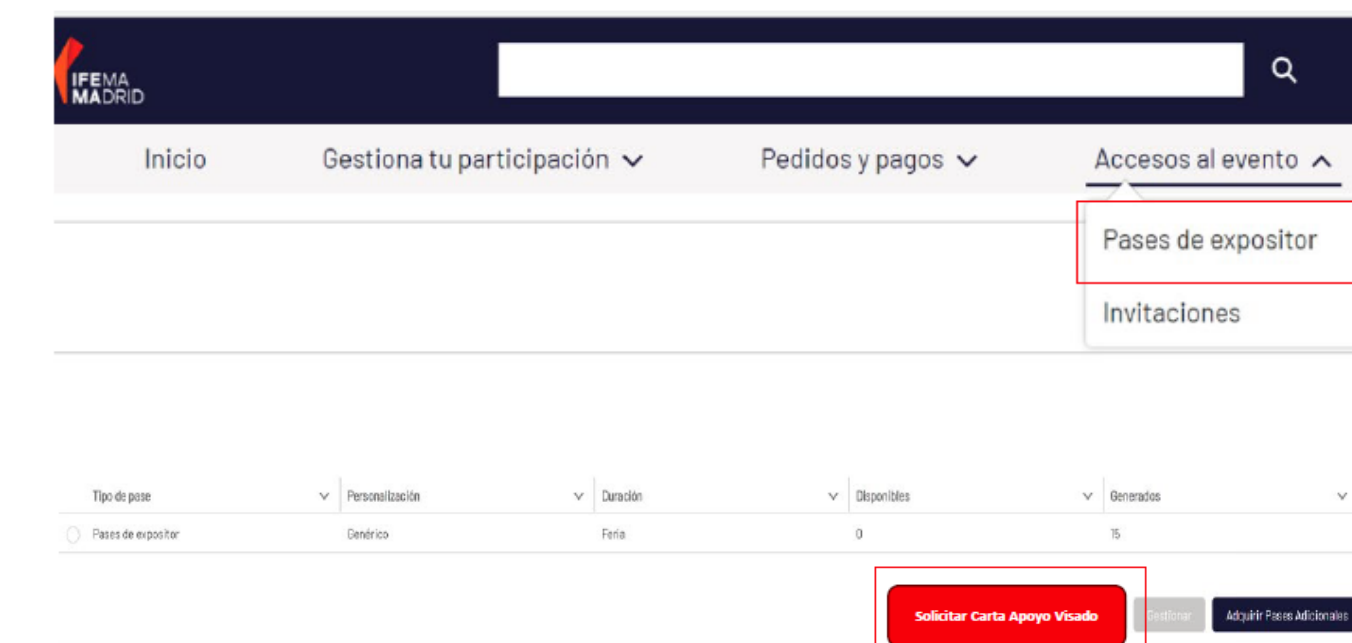 IFEMA
MADRID
Inicio Gestiona tu participación Pedidos y pagos Accesos al evento
Pases de expositor
Invitaciones
Tipo de pase Personalización Duración Disponibles Generados
Pases de expositor Genérico Feria 0 15
Solicitar Carta Apoyo Visado Gestionar Adquirir Pases Adicionales